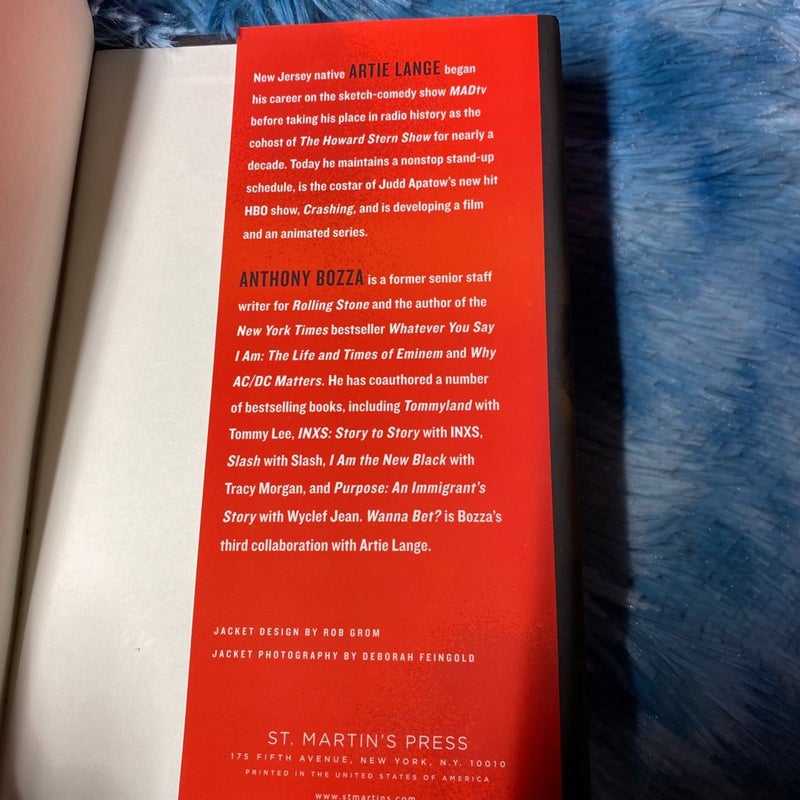 New Jersey native ARTIE LANGE began
his career on the sketch-comedy show MADtv
before taking his place in radio history as the
cohost of The Howard Stern Show for nearly a
decade. Today he maintains a nonstop stand-up
schedule, is the costar of Judd Apatow's new hit
HBO show, Crashing, and is developing a film
and an animated series.
ANTHONY BOZZA is a former senior staff
writer for Rolling Stone and the author of the
New York Times bestseller Whatever You Say
I Am: The Life and Times of Eminem and Why
AC/DC Matters. He has coauthored a number
of bestselling books, including Tommyland with
Tommy Lee, INXS: Story to Story with INXS,
Slash with Slash, I Am the New Black with
Tracy Morgan, and Purpose: An Immigrant's
Story with Wyclef Jean. Wanna Bet? is Bozza's
third collaboration with Artie Lange.
JACKET DESIGN BY ROB GROM
JACKET PHOTOGRAPHY BY DEBORAH FEINGOLD
ST. MARTIN'S PRESS
175 FIFTH AVENUE, NEW YORK, N.Y. 10010
PRINTED IN THE UNITED STATES OF AMERICA
www.stmartins.com